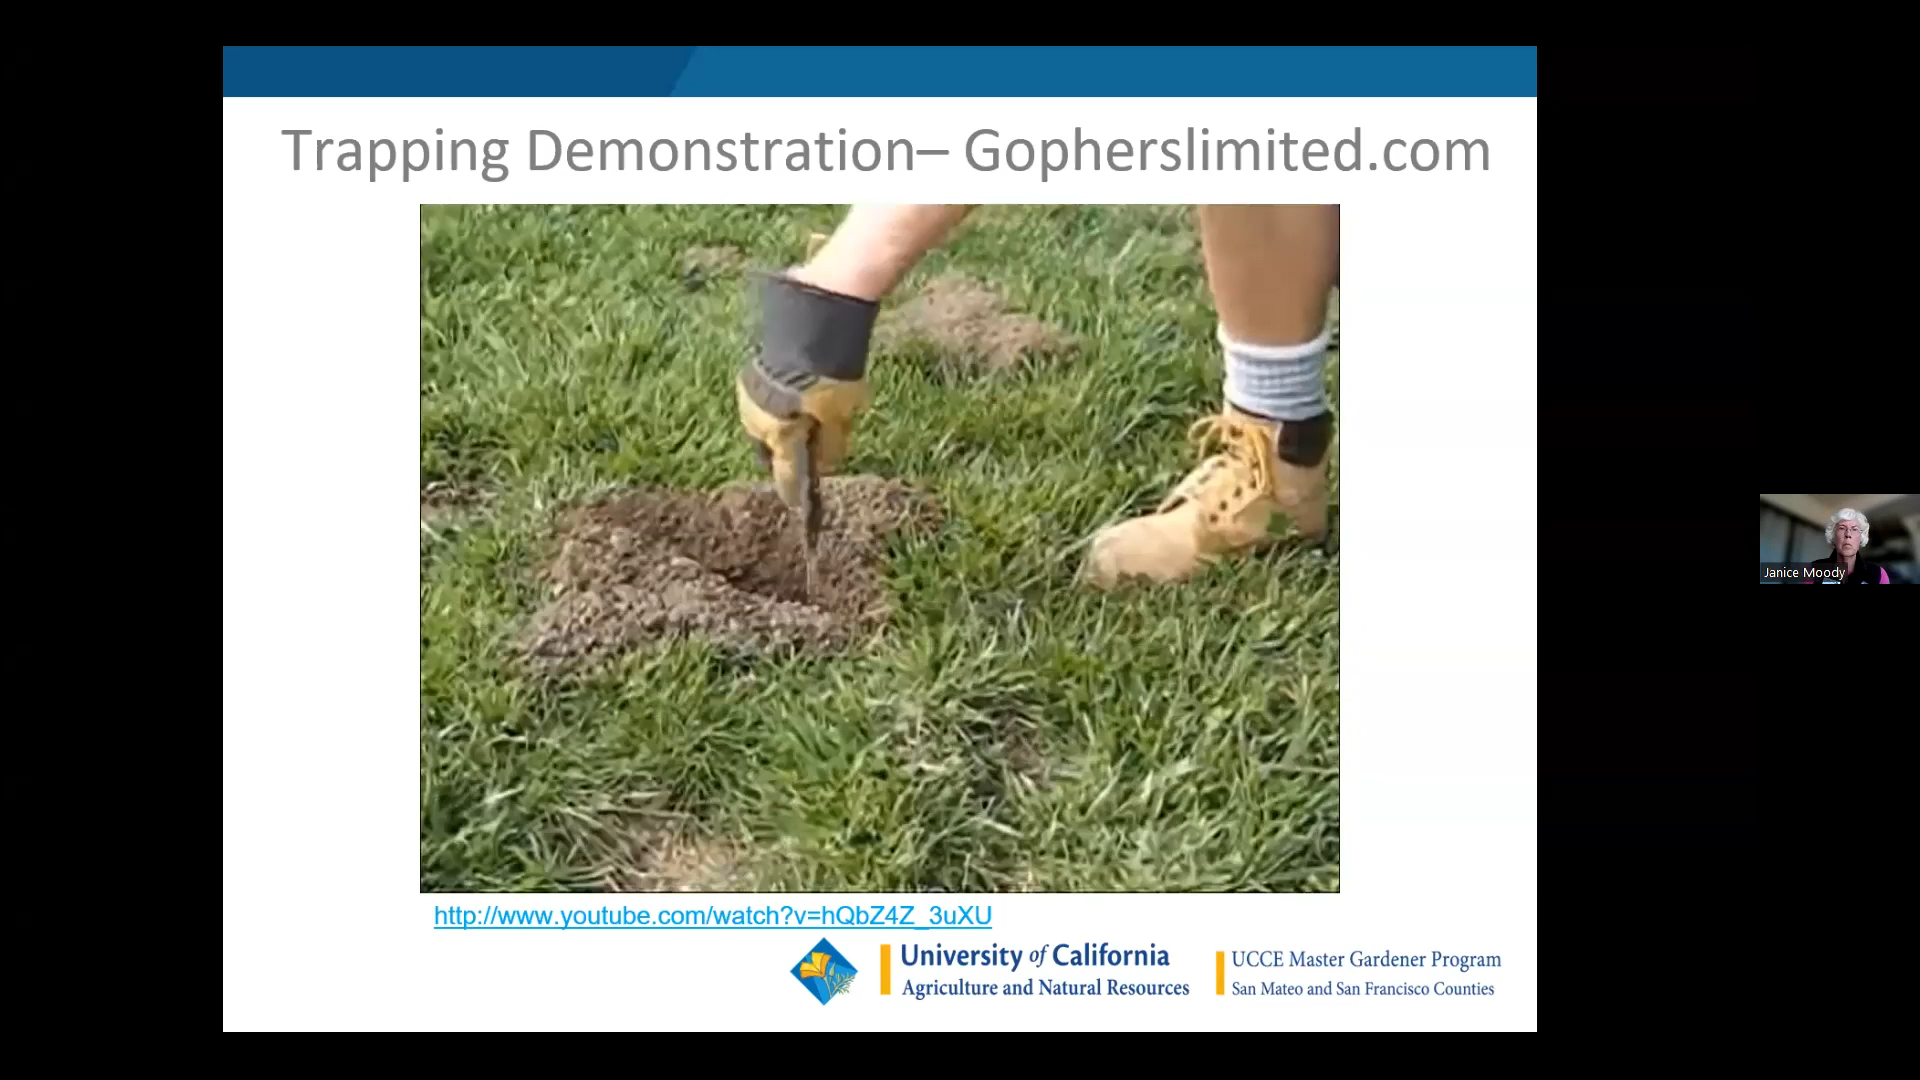 Trapping Demonstration– Gopherslimited.com
Janice Moody
http://www.youtube.com/watch?v=hQbZ4Z_3uXU
University of California
Agriculture and Natural Resources
UCCE Master Gardener Program
San Mateo and San Francisco Counties